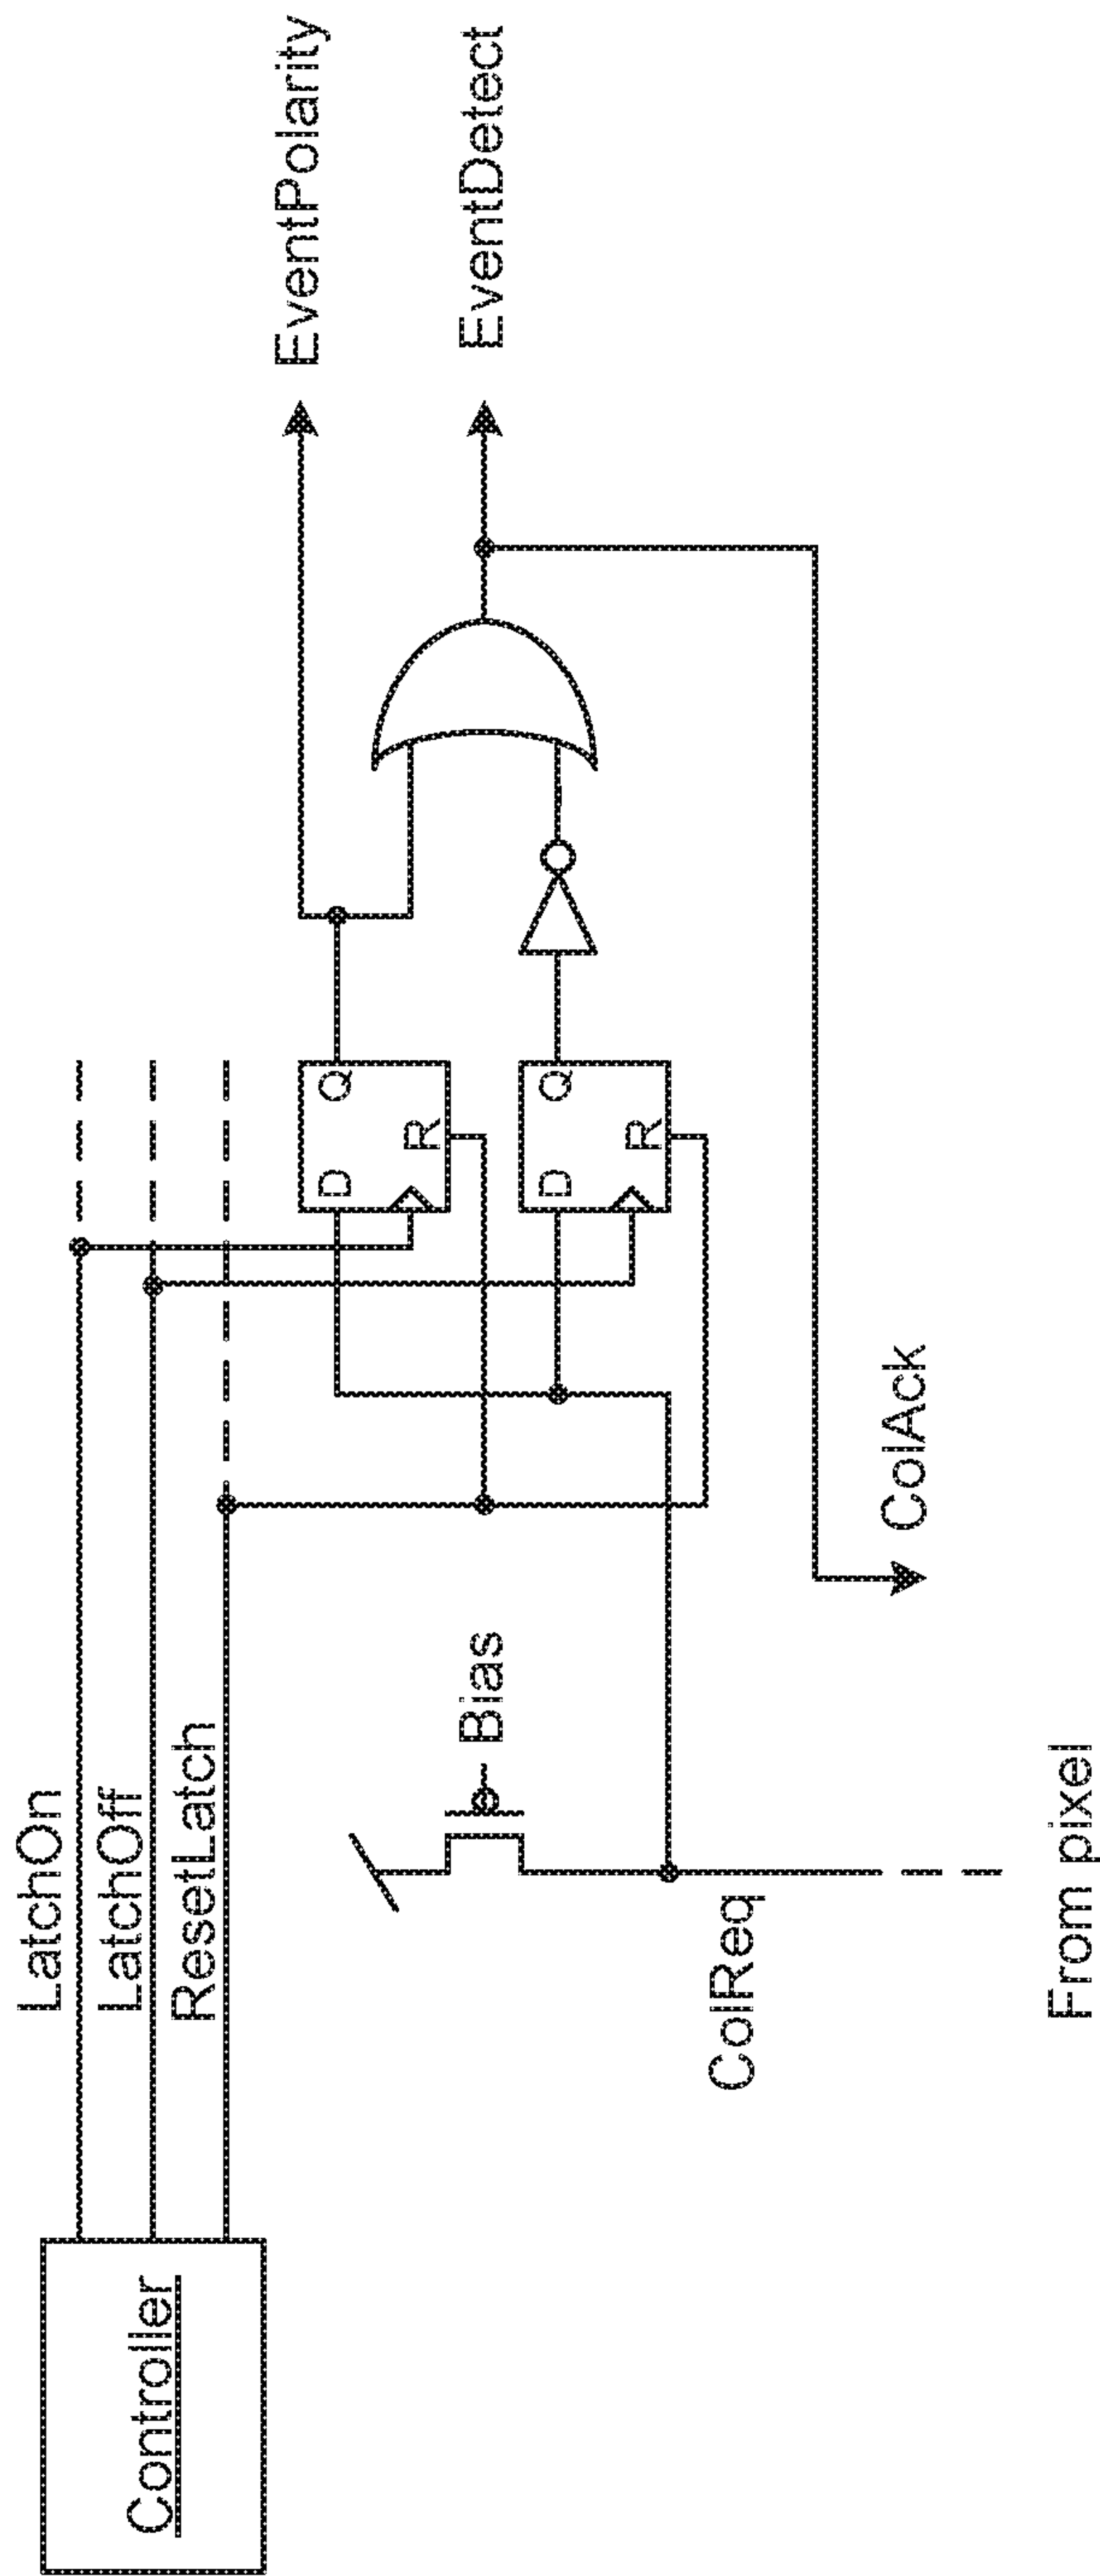 Controller
LatchOn
LatchOff
ResetLatch
Bias
ColReq
From pixel
ColAck
D
Q
R
D
Q
R
EventPolarity
EventDetect